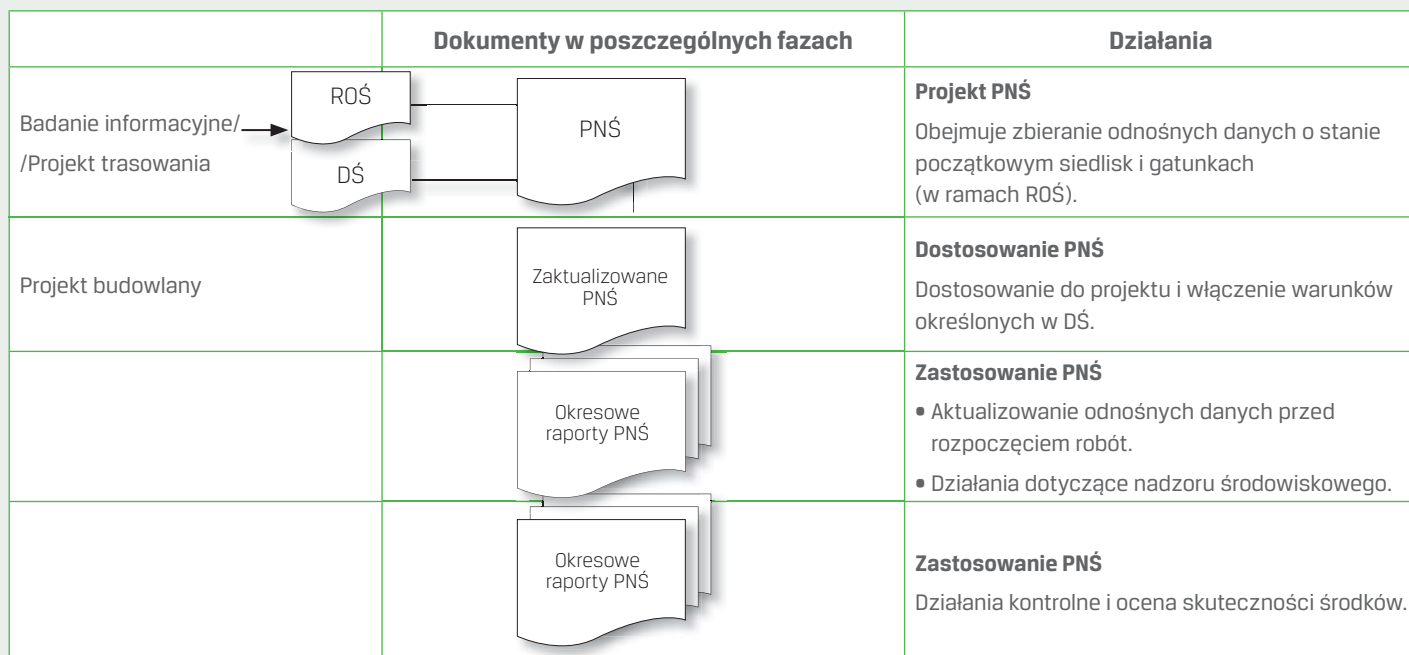 Dokumenty w poszczególnych fazach
Działania
Badanie informacyjne/
/Projekt trasowania
ROŚ
DŚ
PNŚ
Projekt PNŚ
Obejmuje zbieranie odnośnych danych o stanie
początkowym siedlisk i gatunkach
(w ramach ROŚ).
Projekt budowlany
Zaktualizowane
PNŚ
Dostosowanie PNŚ
Dostosowanie do projektu i włączenie warunków
określonych w DŚ.
Okresowe
raporty PNŚ
Zastosowanie PNŚ
• Aktualizowanie odnośnych danych przed
rozpoczęciem robót.
• Działania dotyczące nadzoru środowiskowego.
Okresowe
raporty PNŚ
Zastosowanie PNŚ
Działania kontrolne i ocena skuteczności środków.